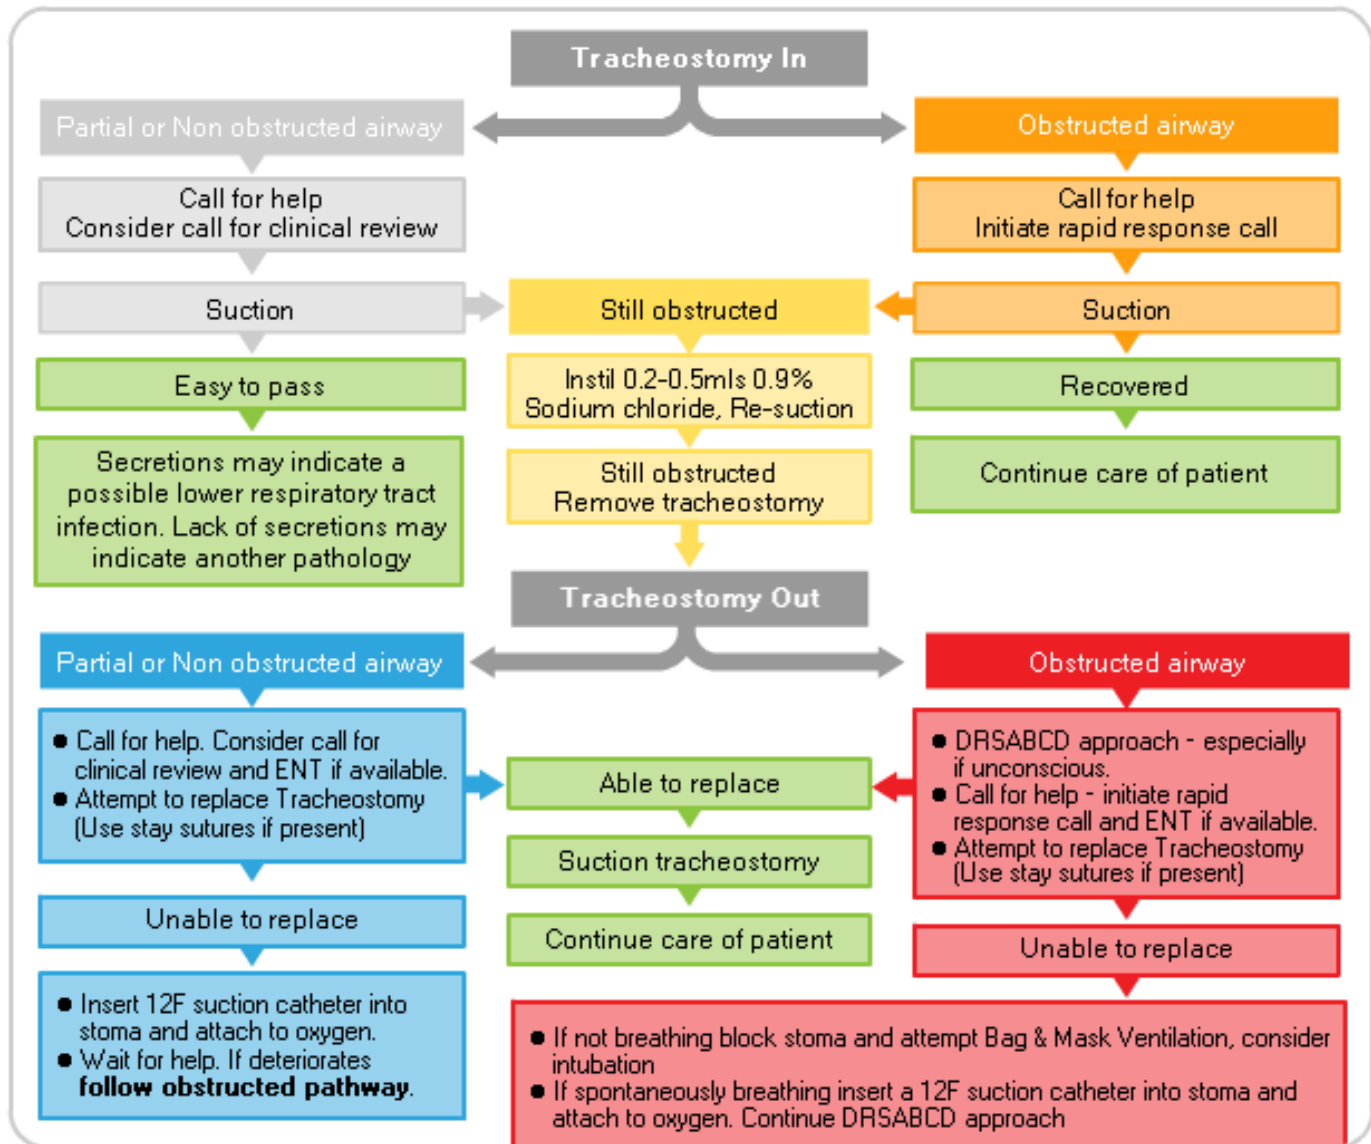 Tracheostomy In
Partial or Non obstructed airway
Call for help
Consider call for clinical review
Suction
Easy to pass
Secretions may indicate a
possible lower respiratory tract
infection. Lack of secretions may
indicate another pathology
Obstructed airway
Call for help
Initiate rapid response call
Suction
Recovered
Continue care of patient
Still obstructed
Instil 0.2-0.5mls 0.9%
Sodium chloride, Re-suction
Still obstructed
Remove tracheostomy
Tracheostomy Out
Partial or Non obstructed airway
● Call for help. Consider call for
clinical review and ENT if available.
● Attempt to replace Tracheostomy
(Use stay sutures if present)
Unable to replace
● Insert 12F suction catheter into
stoma and attach to oxygen.
● Wait for help. If deteriorates
follow obstructed pathway.
Able to replace
Suction tracheostomy
Continue care of patient
Obstructed airway
● DRSABCD approach - especially
if unconscious.
● Call for help - initiate rapid
response call and ENT if available.
● Attempt to replace Tracheostomy
(Use stay sutures if present)
Unable to replace
● If not breathing block stoma and attempt Bag & Mask Ventilation, consider
intubation
● If spontaneously breathing insert a 12F suction catheter into stoma and
attach to oxygen. Continue DRSABCD approach